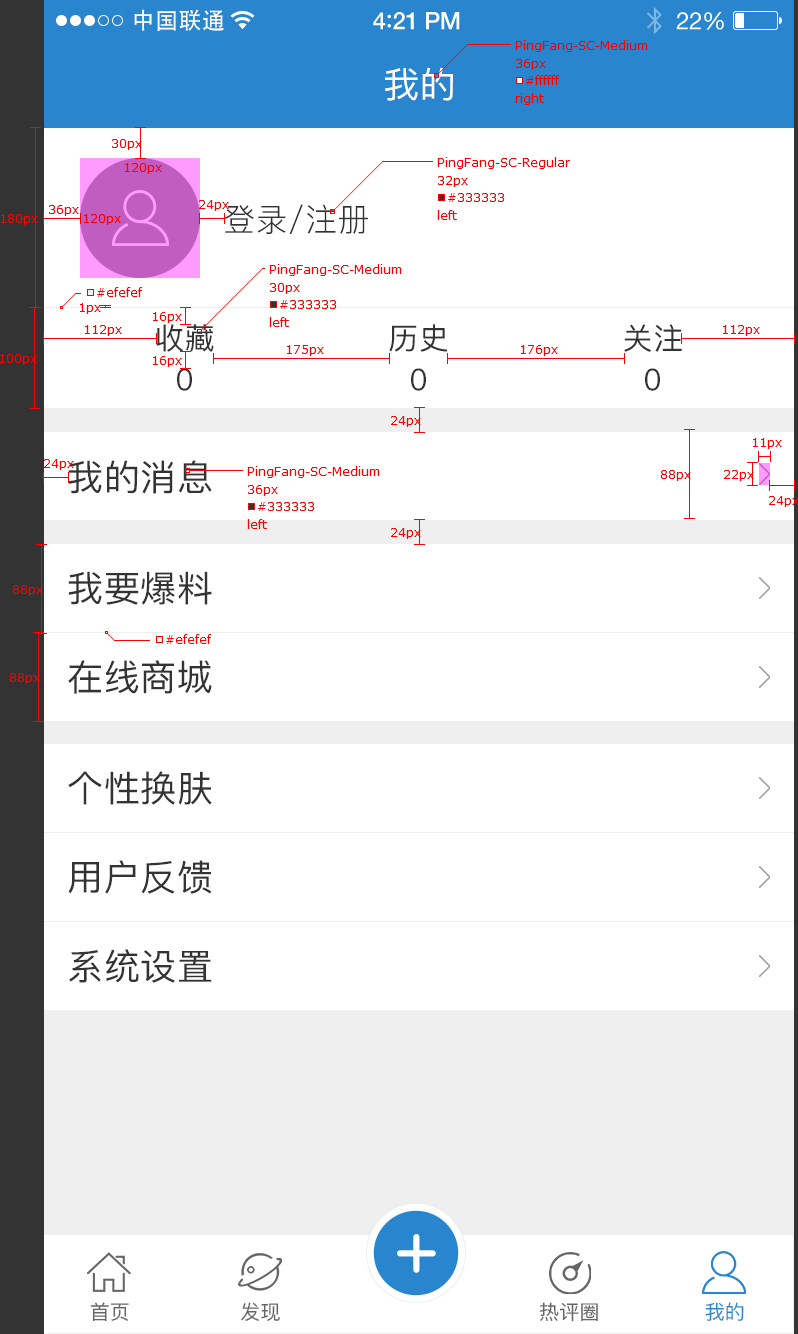 中国联通 4:21 PM 22%
我的
PingFang-SC-Medium
36px
#ffffff
right
30px
120px
36px
120px
24px
180px
登录/注册
PingFang-SC-Regular
32px
#333333
left
#efefef
1px
PingFang-SC-Medium
30px
#333333
left
16px
112px
收藏
历史
关注
112px
175px
176px
100px
16px
0
0
0
24px
24px
我的消息
PingFang-SC-Medium
36px
#333333
left
88px
11px
22px
24px
24px
88px
我要爆料
#efefef
88px
在线商城
个性换肤
用户反馈
系统设置
首页
发现
热评圈
我的